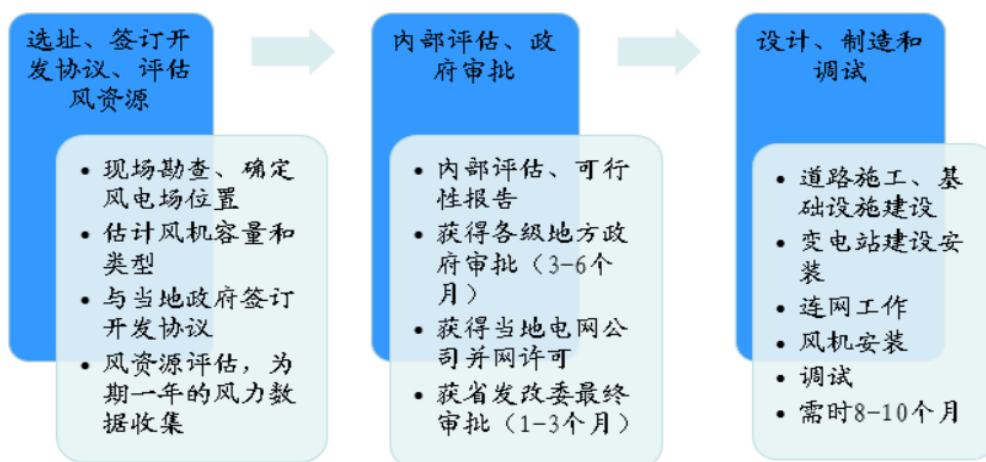 选址、签订开
发协议、评估
风资源
• 现场勘查、确定
风电场位置
• 估计风机容量和
类型
• 与当地政府签订
开发协议
• 风资源评估，为
期一年的风力数
据收集
内部评估、政
府审批
• 内部评估、可行
性报告
• 获得各级地方政
府审批（3-6个
月）
• 获得当地电网公
司并网许可
• 获省发改委最终
审批（1-3个月）
设计、制造和
调试
• 道路施工、基
础设施建设
• 变电站建设安
装
• 连网工作
• 风机安装
• 调试
• 需时8-10个月